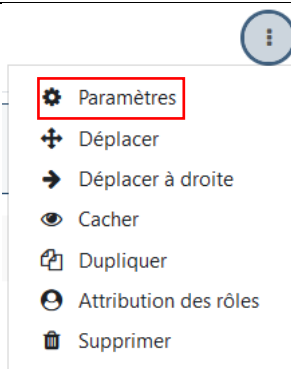 Paramètres
Déplacer
Déplacer à droite
Cacher
Dupliquer
Attribution des rôles
Supprimer